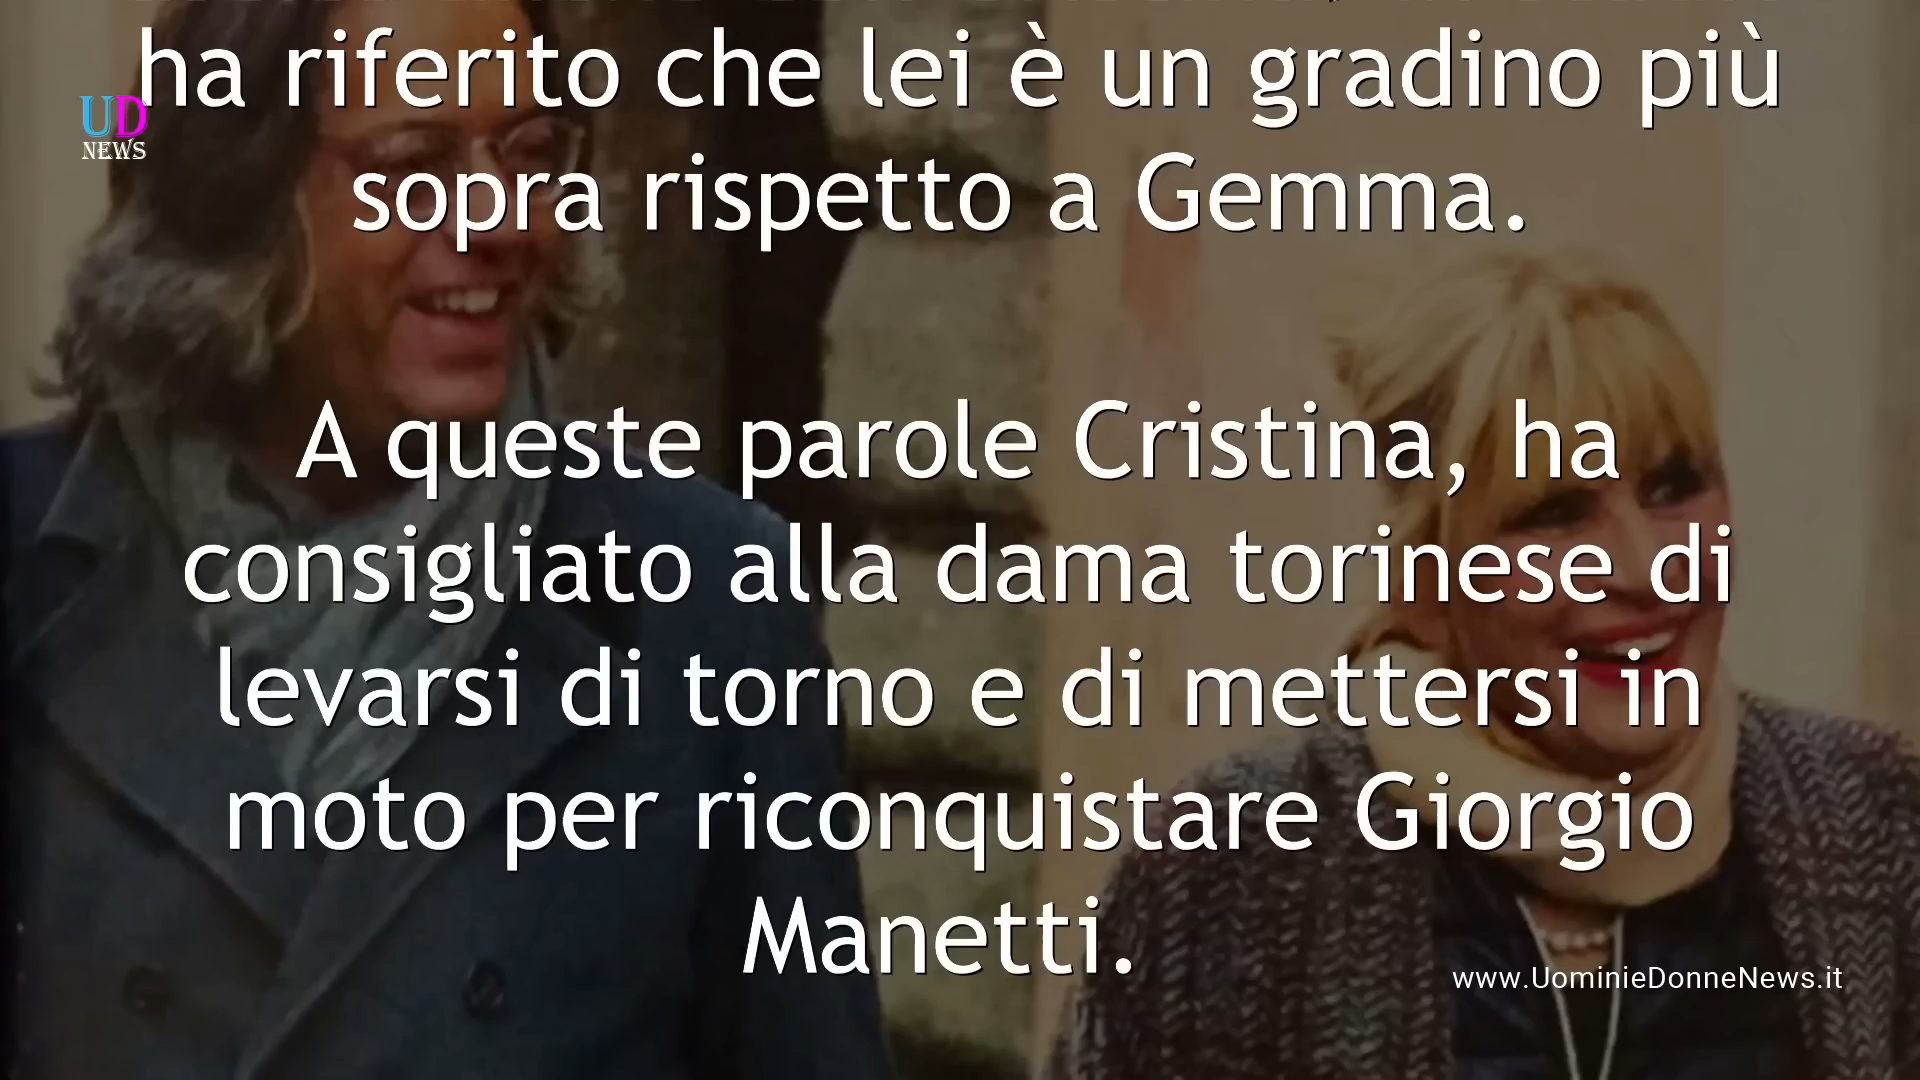 ha riferito che lei è un gradino più
UD
NEWS
sopra rispetto a Gemma.
A queste parole Cristina, ha
consigliato alla dama torinese di
levarsi di torno e di mettersi in
moto per riconquistare Giorgio
Manetti.
www.UominieDonneNews.it